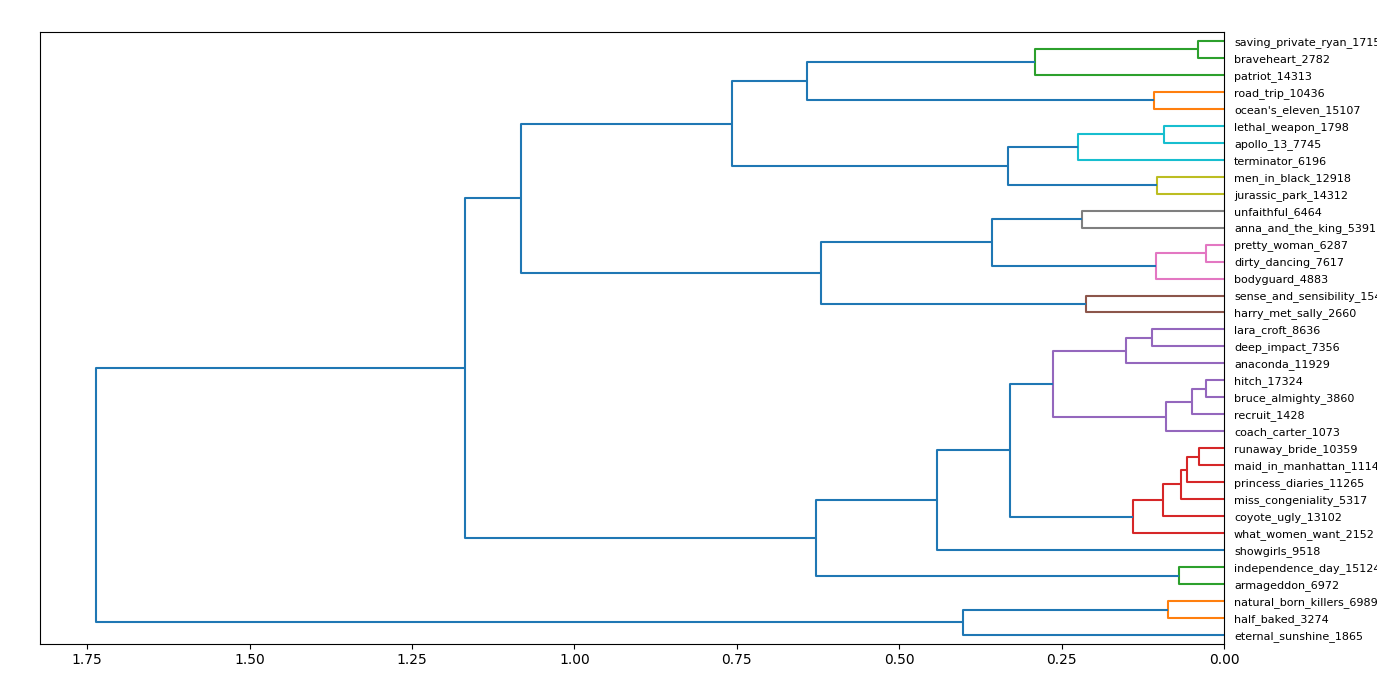 saving_private_ryan_1715
braveheart_2782
patriot_14313
road_trip_10436
ocean's_eleven_15107
lethal_weapon_1798
apollo_13_7745
terminator_6196
men_in_black_12918
jurassic_park_14312
unfaithful_6464
anna_and_the_king_5391
pretty_woman_6287
dirty_dancing_7617
bodyguard_4883
sense_and_sensibility_154
harry_met_sally_2660
lara_croft_8636
deep_impact_7356
anaconda_11929
hitch_17324
bruce_almighty_3860
recruit_1428
coach_carter_1073
runaway_bride_10359
maid_in_manhattan_1114
princess_diaries_11265
miss_congeniality_5317
coyote_ugly_13102
what_women_want_2152
showgirls_9518
independence_day_15124
armageddon_6972
natural_born_killers_6989
half_baked_3274
eternal_sunshine_1865
1.75 1.50 1.25 1.00 0.75 0.50 0.25 0.00